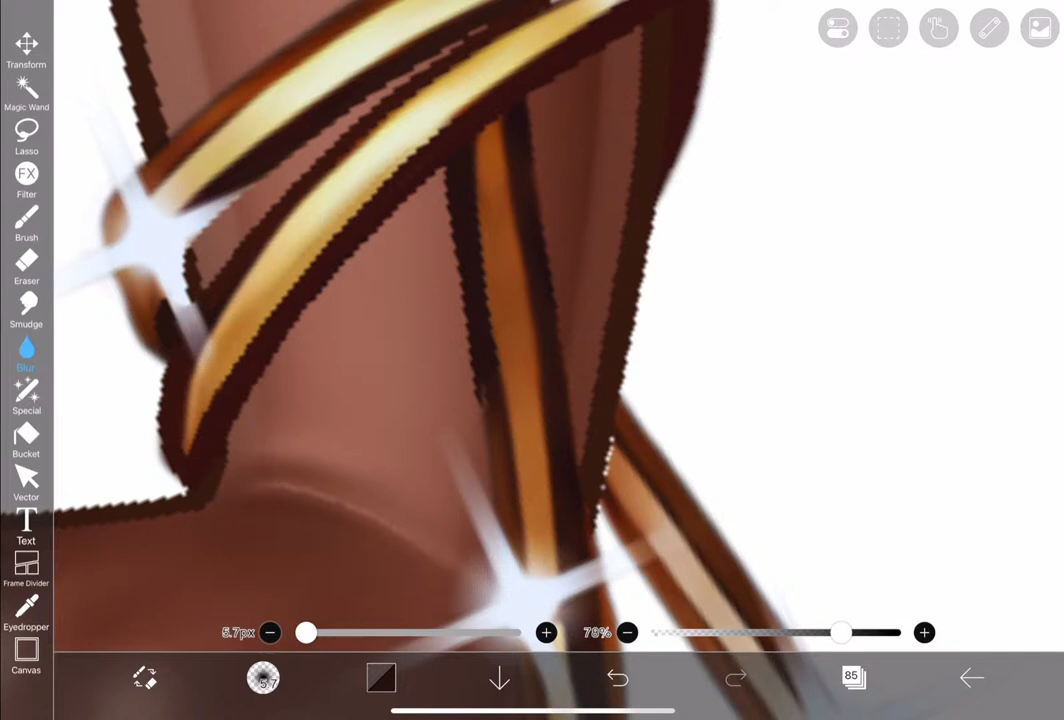 Transform
Magic Wand
Lasso
FX
Filter
Brush
Eraser
Smudge
Blur
Special
Bucket
Vector
T
Text
Frame Divider
Eyedropper
Canvas
5.7px
78%
5.7
85